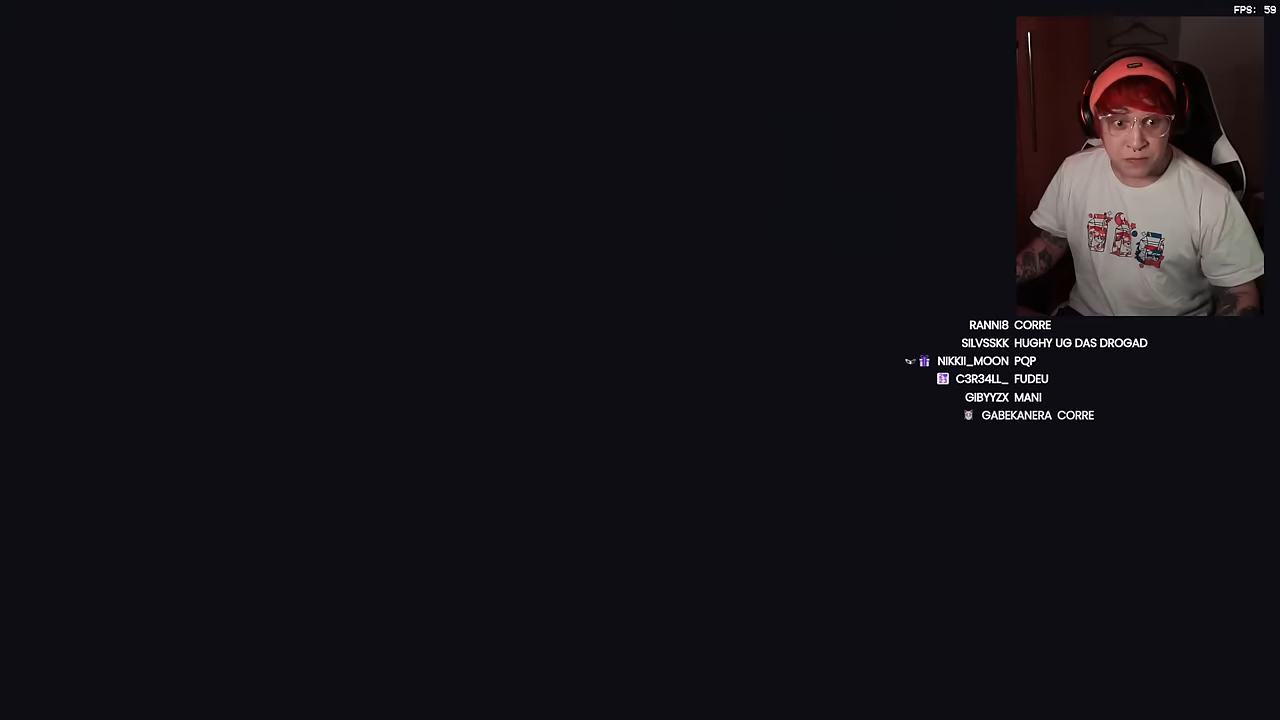 FPS: 59
RANNI8 CORRE
SILVSSKK HUGHY UG DAS DROGAD
NIKKII_MOON PQP
C3R34LL_ FUDEU
GIBYYZX MANI
GABEKANERA CORRE